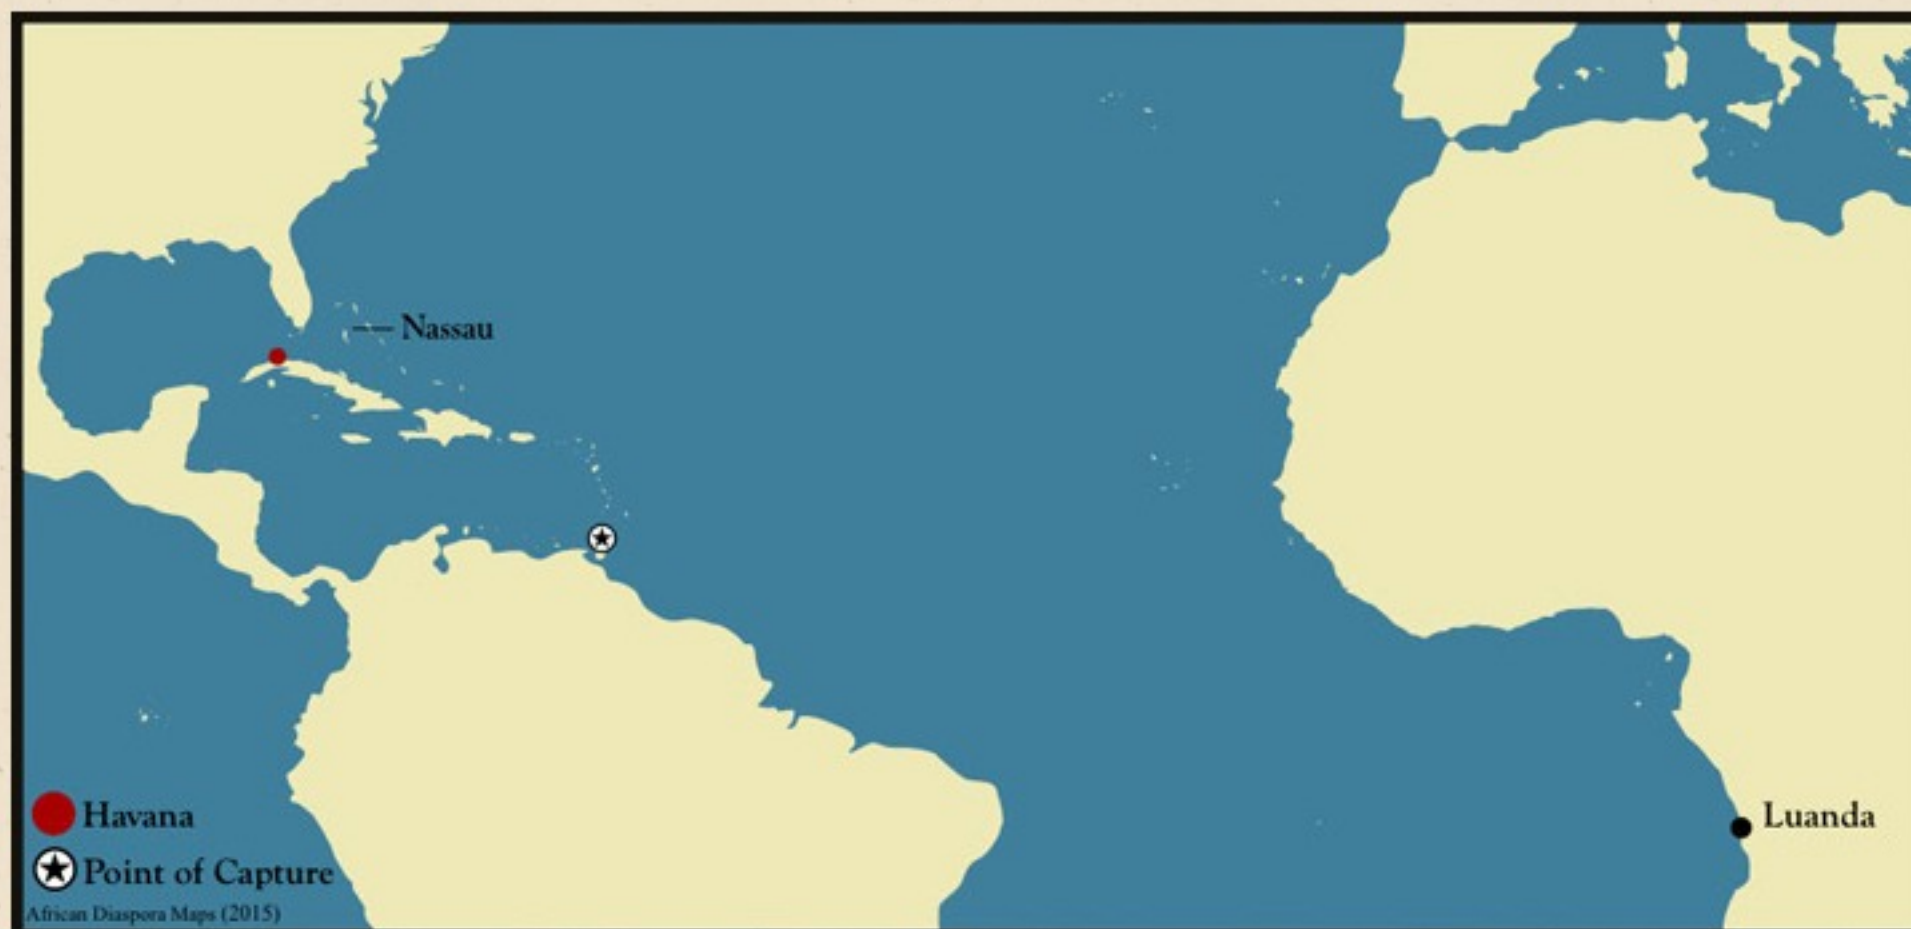 Nassau
Luanda
Havana
Point of Capture
African Diaspora Maps (2015)